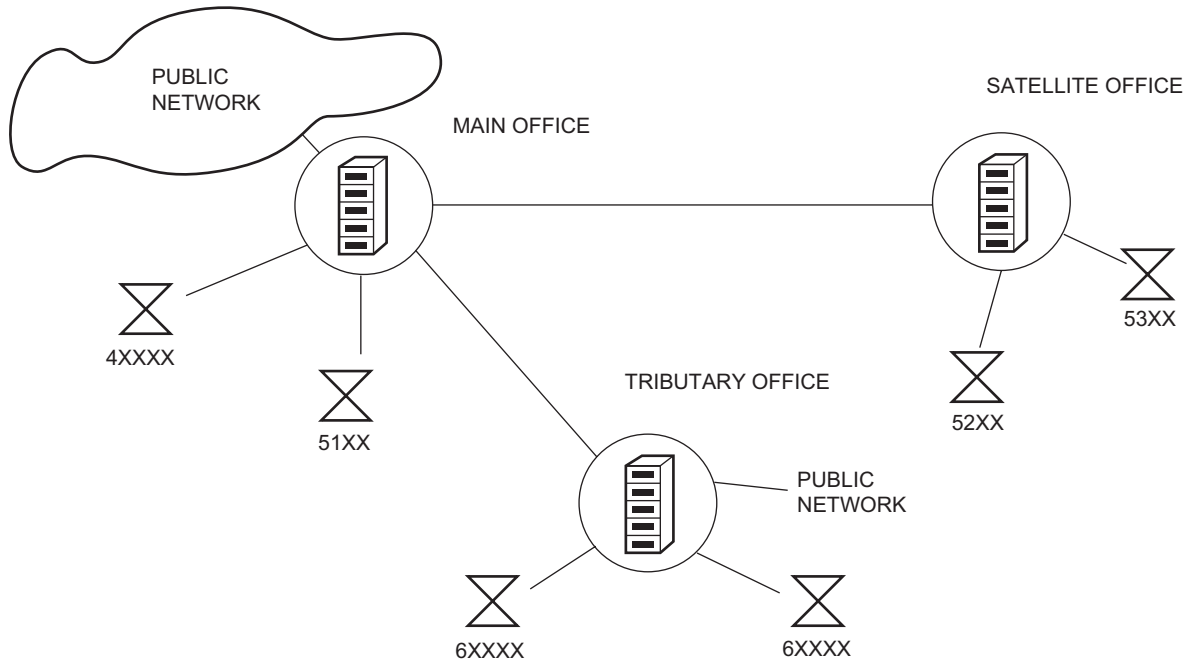 PUBLIC
NETWORK
MAIN OFFICE
SATELLITE OFFICE
4XXXX
51XX
53XX
52XX
TRIBUTARY OFFICE
PUBLIC
NETWORK
6XXXX
6XXXX